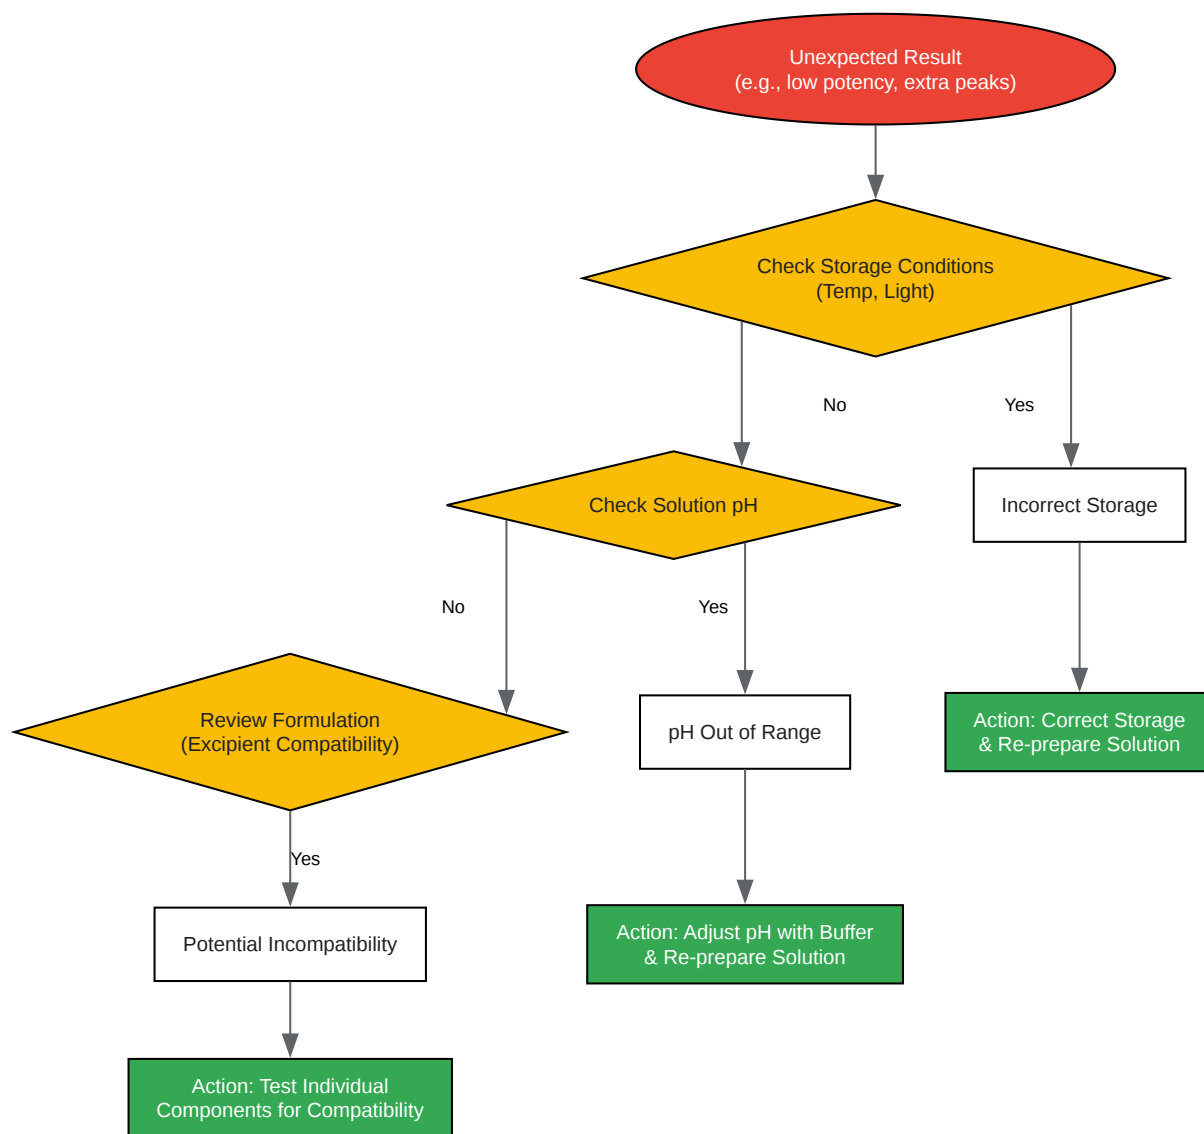 Unexpected Result
(e.g., low potency, extra peaks)
Check Storage Conditions
(Temp, Light)
No
Yes
Check Solution pH
Incorrect Storage
No
Yes
Review Formulation
(Excipient Compatibility)
pH Out of Range
Action: Correct Storage
& Re-prepare Solution
Yes
Potential Incompatibility
Action: Adjust pH with Buffer
& Re-prepare Solution
Action: Test Individual
Components for Compatibility